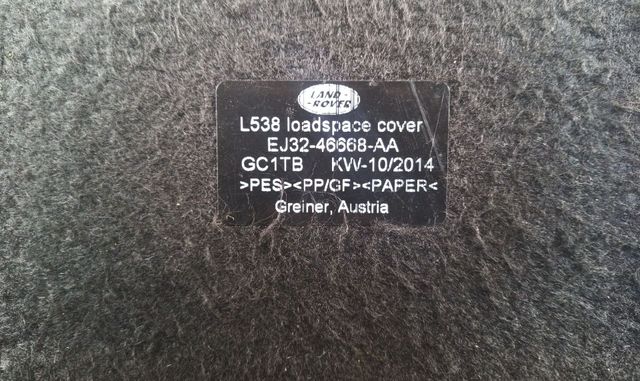 LAND-
-ROVER
L538 loadspace cover
EJ32-46668-AA
GC1TB KW-10/2014
>PES><PP/GF><PAPER<
Greiner, Austria